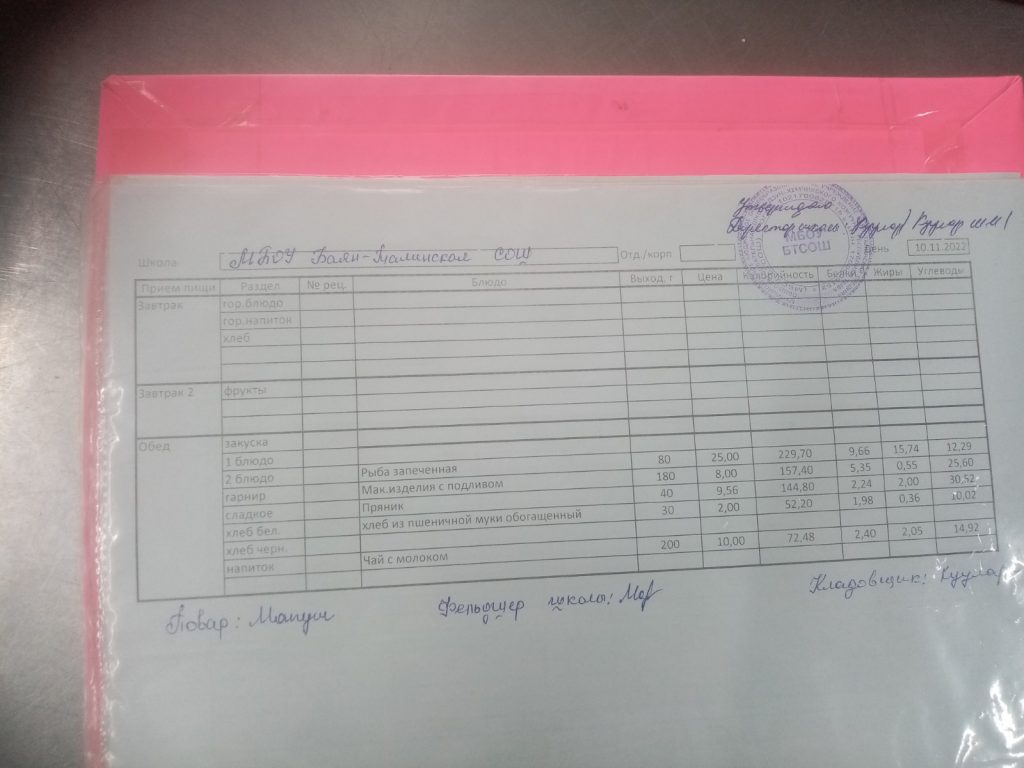 Утверждаю
Директор школы Куулар Куулар
МБОУ
БТСОШ
Школа МБОУ Баян-Талинская СОШ Отд./корп День 10.11.2022
Прием пищи Раздел № рец. Блюдо Выход, г Цена Калорийность Белки Жиры Углеводы
Завтрак гор.блюдо
гор.напиток
хлеб
Завтрак 2 фрукты
Обед закуска
1 блюдо
2 блюдо Рыба запеченная 80 25,00 229,70 9,66 15,74 12,29
гарнир Мак.изделия с подливом 180 8,00 157,40 5,35 0,55 25,60
сладкое Пряник 40 9,56 144,80 2,24 2,00 30,52
хлеб бел. хлеб из пшеничной муки обогащенный 30 2,00 52,20 1,98 0,36 10,02
хлеб черн.
напиток Чай с молоком 200 10,00 72,48 2,40 2,05 14,92
Повар: Фельдшер школы: Кладовщик: Куулар